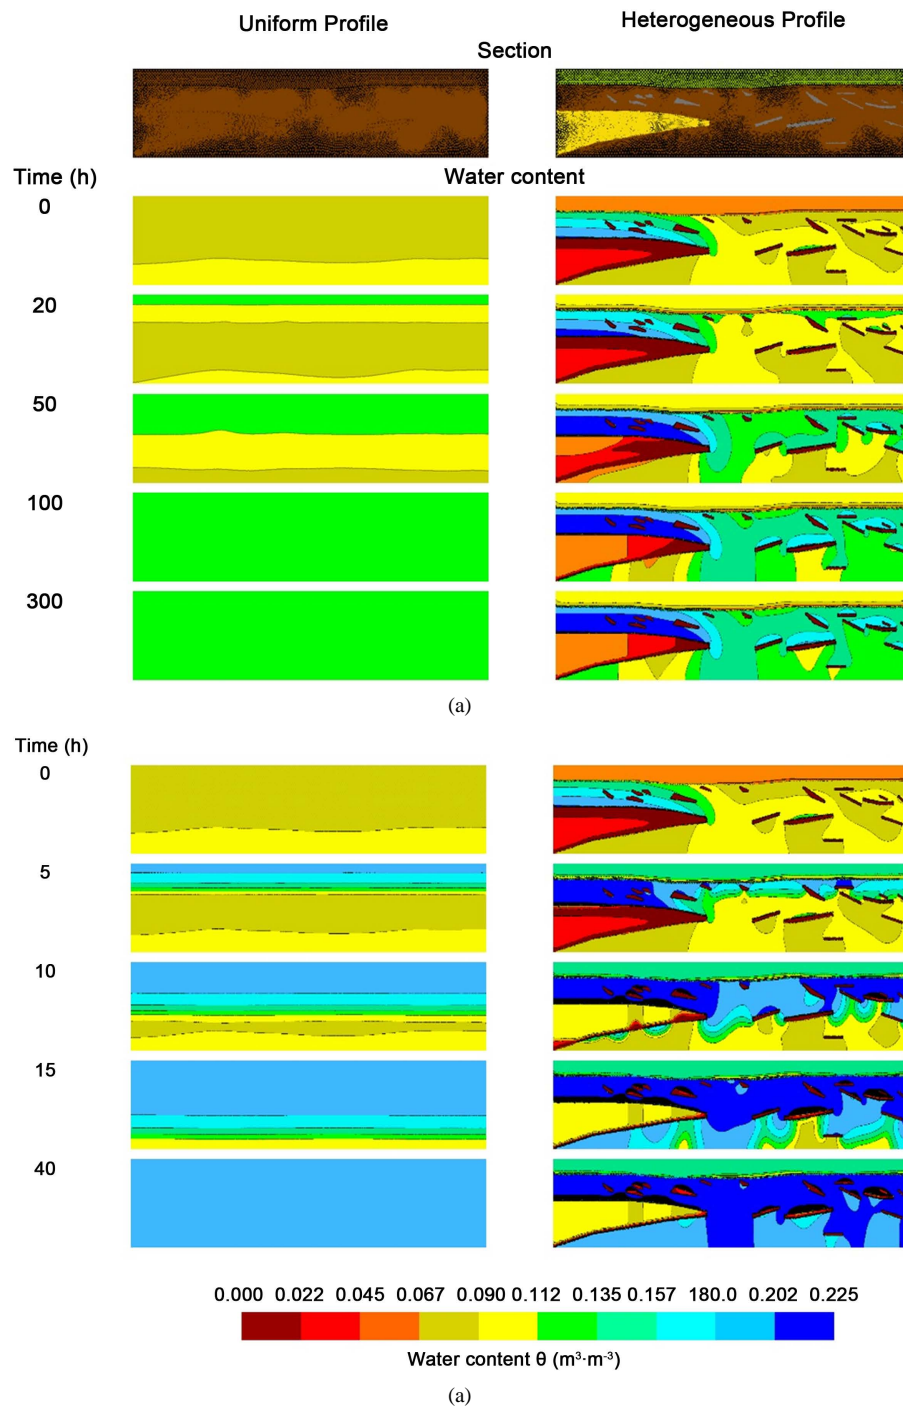 Uniform Profile
Heterogeneous Profile
Section
Time (h)
Water content
0
20
50
100
300
(a)
Time (h)
0
5
10
15
40
0.000 0.022 0.045 0.067 0.090 0.112 0.135 0.157 180.0 0.202 0.225
Water content θ (m³·m⁻³)
(a)